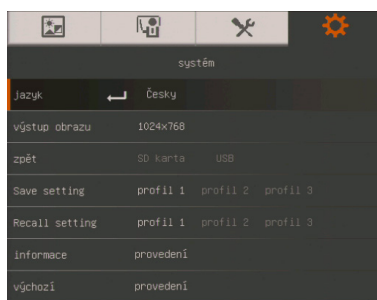 systém
jazyk Česky
výstup obrazu 1024x768
zpět SD karta USB
Save setting profil 1 profil 2 profil 3
Recall setting profil 1 profil 2 profil 3
informace provedení
výchozí provedení